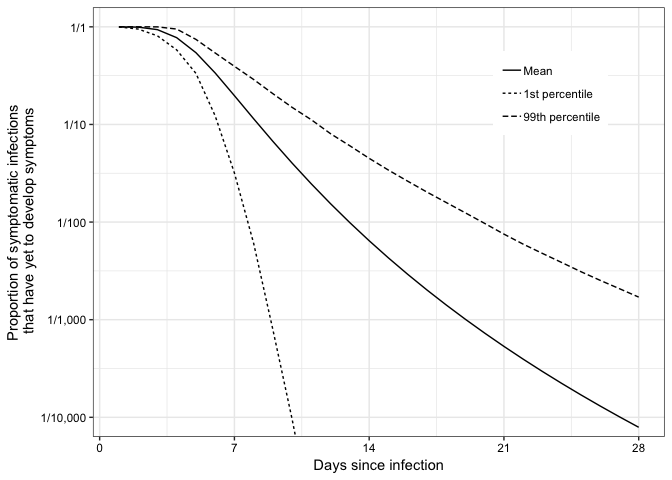 Proportion of symptomatic infections
that have yet to develop symptoms
1/1
1/10
1/100
1/1,000
1/10,000
Mean
1st percentile
99th percentile
0
7
14
21
28
Days since infection